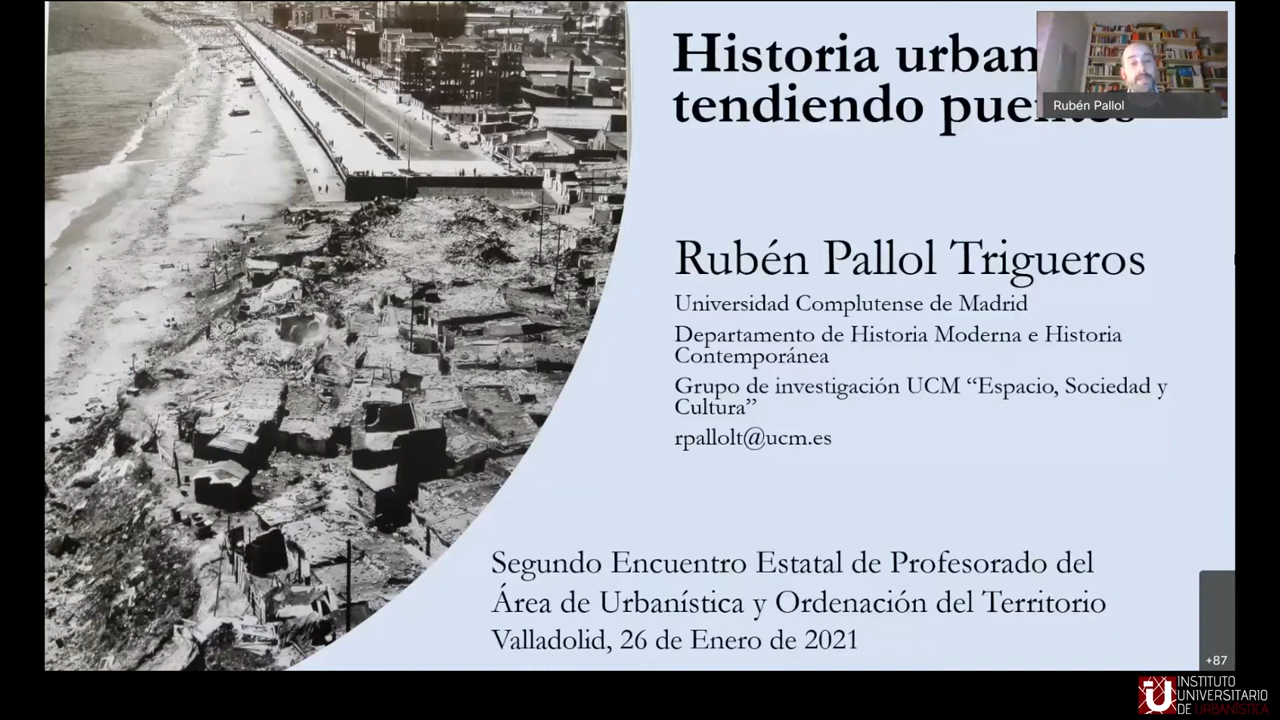 Historia urban
tendiendo puentes
Rubén Pallol
Rubén Pallol Trigueros
Universidad Complutense de Madrid
Departamento de Historia Moderna e Historia
Contemporánea
Grupo de investigación UCM “Espacio, Sociedad y
Cultura”
rpallolt@ucm.es
Segundo Encuentro Estatal de Profesorado del
Área de Urbanística y Ordenación del Territorio
Valladolid, 26 de Enero de 2021
+87
INSTITUTO
UNIVERSITARIO
DE URBANÍSTICA